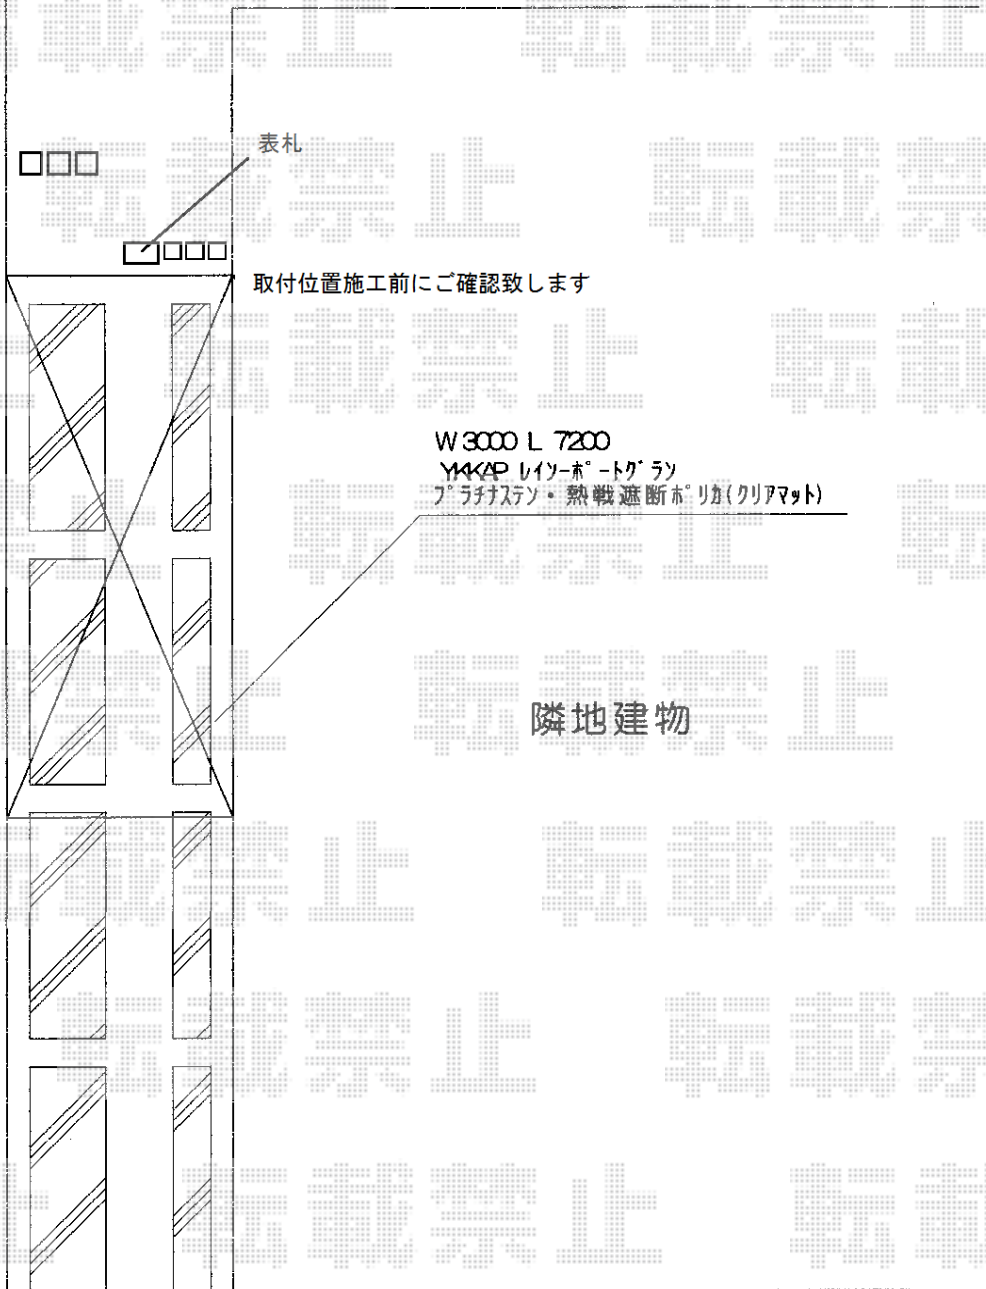 表札
取付位置施工前にご確認致します
W3000 L 7200
YKKAP レイソーポートグラン
プラチナステン・熱戦遮断ポリカ(クリアマット)
隣地建物
転載禁止